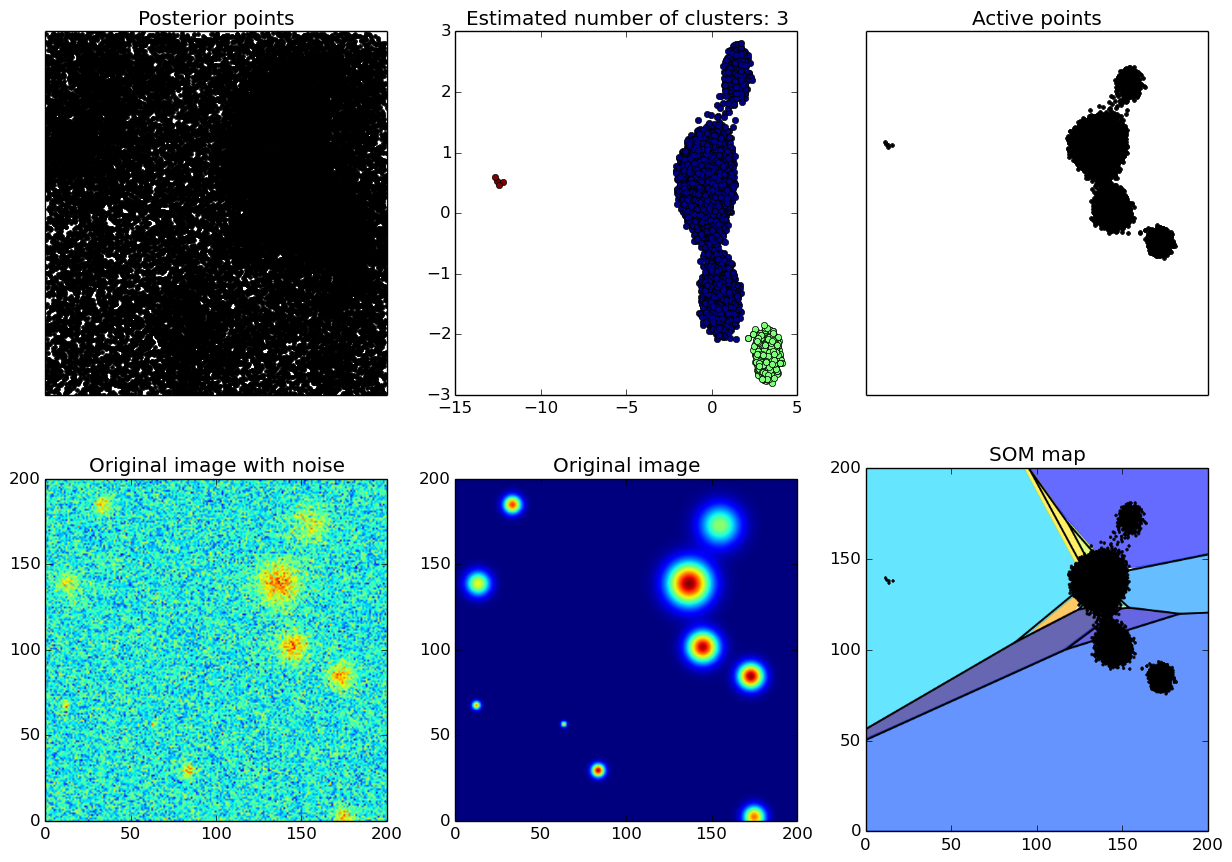 Posterior points
Estimated number of clusters: 3
Active points
3
2
1
0
−1
−2
−3
−15 −10 −5 0 5
Original image with noise
Original image
SOM map
200
150
100
50
0
0 50 100 150 200
200
150
100
50
0
0 50 100 150 200
200
150
100
50
0
0 50 100 150 200